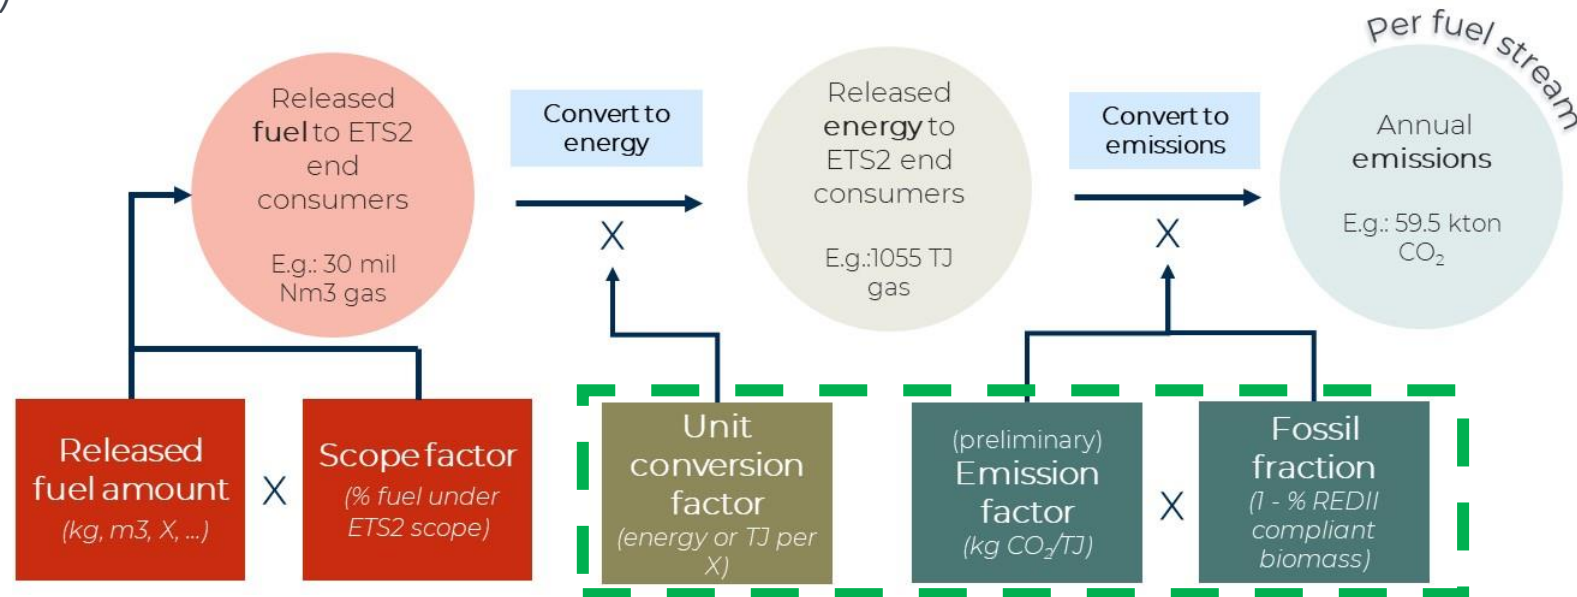 )
Per fuel stream
Released
fuel to ETS2
end
consumers
E.g.: 30 mil
Nm3 gas
Convert to
energy
X
Released
energy to
ETS2 end
consumers
E.g.:1055 TJ
gas
Convert to
emissions
X
Annual
emissions
E.g.: 59.5 kton
CO₂
Released
fuel amount
(kg, m3, X, ...)
X
Scope factor
(% fuel under
ETS2 scope)
Unit
conversion
factor
(energy or TJ per
X)
(preliminary)
Emission
factor
(kg CO₂/TJ)
X
Fossil
fraction
(1 - % REDII
compliant
biomass)